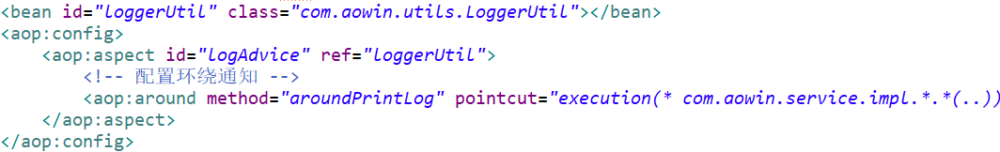 <bean id="loggerUtil" class="com.aowin.utils.LoggerUtil"></bean>
<aop:config>
    <aop:aspect id="logAdvice" ref="loggerUtil">
        <!-- 配置环绕通知 -->
        <aop:around method="aroundPrintLog" pointcut="execution(* com.aowin.service.impl.*.*(..))
    </aop:aspect>
</aop:config>